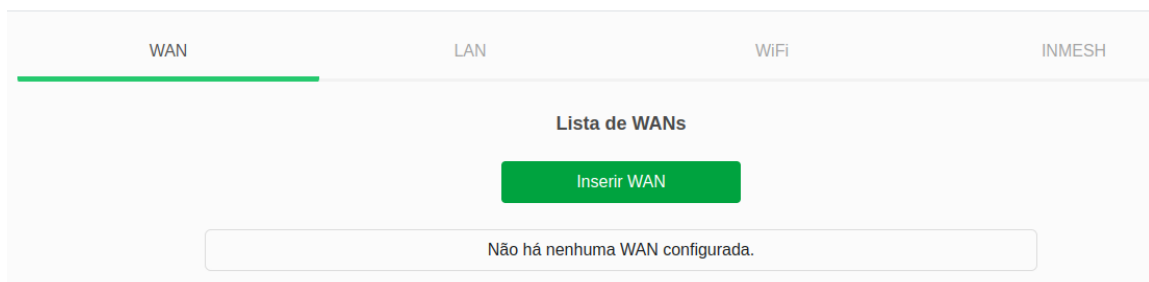 WAN LAN WiFi INMESH
Lista de WANs
Inserir WAN
Não há nenhuma WAN configurada.